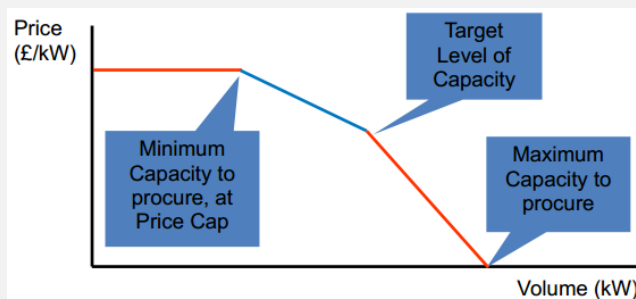 Price
(£/kW)
Target
Level of
Capacity
Minimum
Capacity to
procure, at
Price Cap
Maximum
Capacity to
procure
Volume (kW)